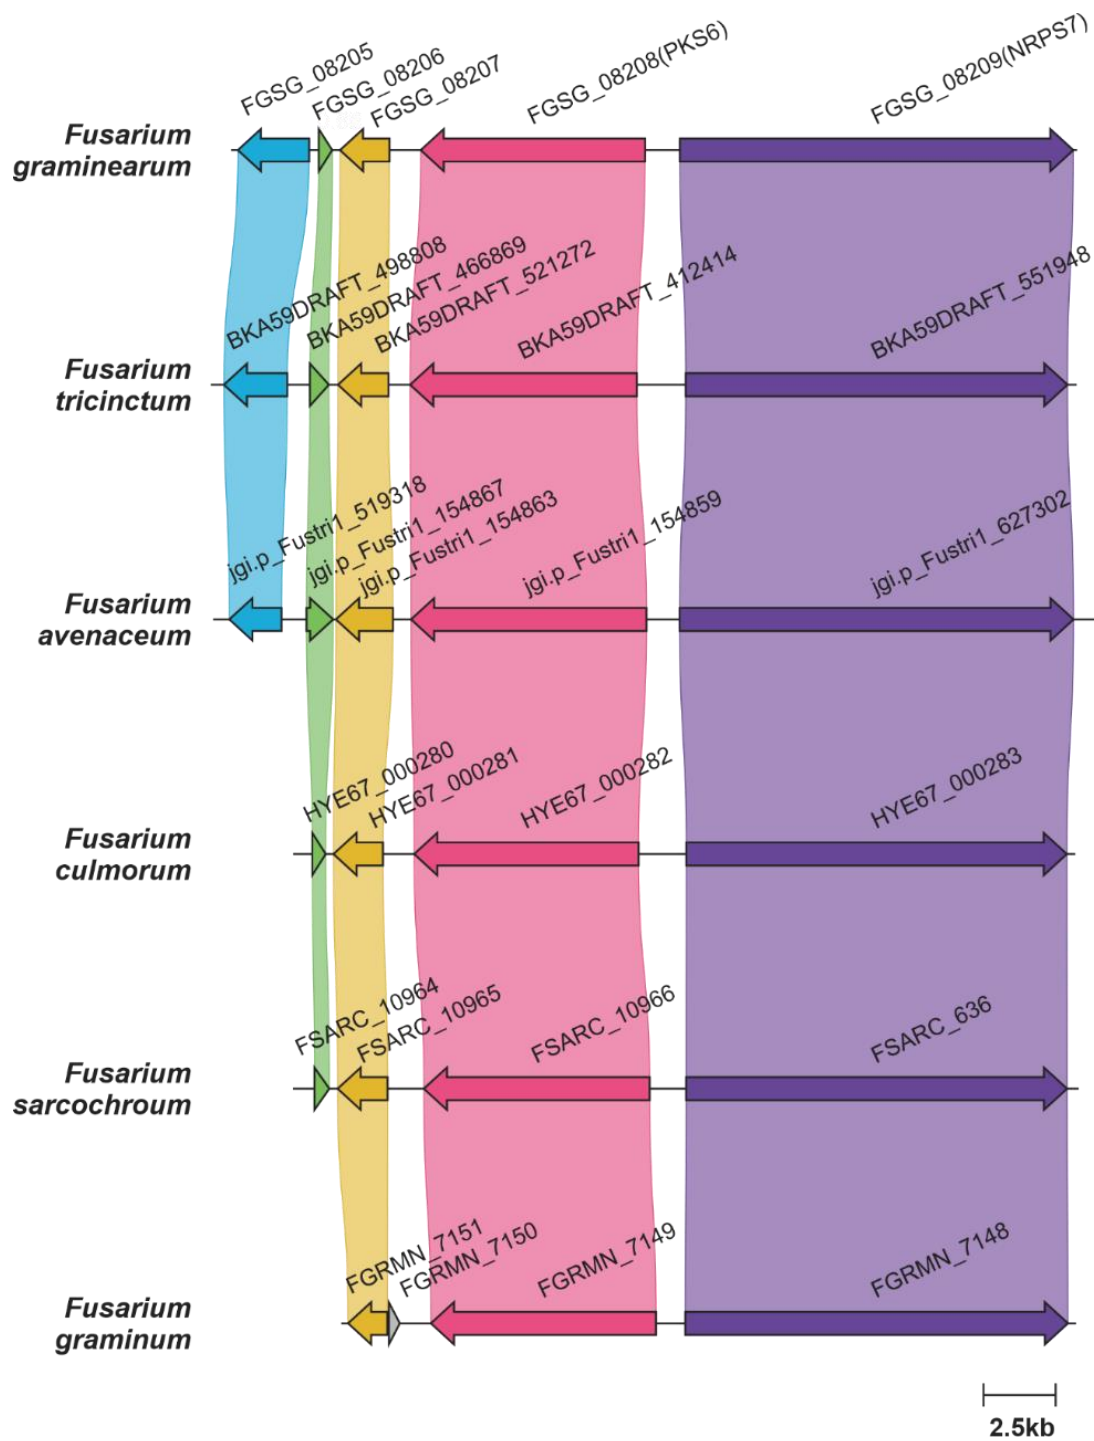 FGSG_08205
FGSG_08206
FGSG_08207
FGSG_08208(PKS6)
FGSG_08209(NRPS7)
Fusarium
graminearum
BKA59DRAFT_498808
BKA59DRAFT_466869
BKA59DRAFT_521272
BKA59DRAFT_412414
BKA59DRAFT_551948
Fusarium
tricinctum
jgi.p_Fustri1_519318
jgi.p_Fustri1_154867
jgi.p_Fustri1_154863
jgi.p_Fustri1_154859
jgi.p_Fustri1_627302
Fusarium
avenaceum
HYE67_000280
HYE67_000281
HYE67_000282
HYE67_000283
Fusarium
culmorum
FSARC_10964
FSARC_10965
FSARC_10966
FSARC_636
Fusarium
sarcochroum
FGRMN_7151
FGRMN_7150
FGRMN_7149
FGRMN_7148
Fusarium
graminum
2.5kb